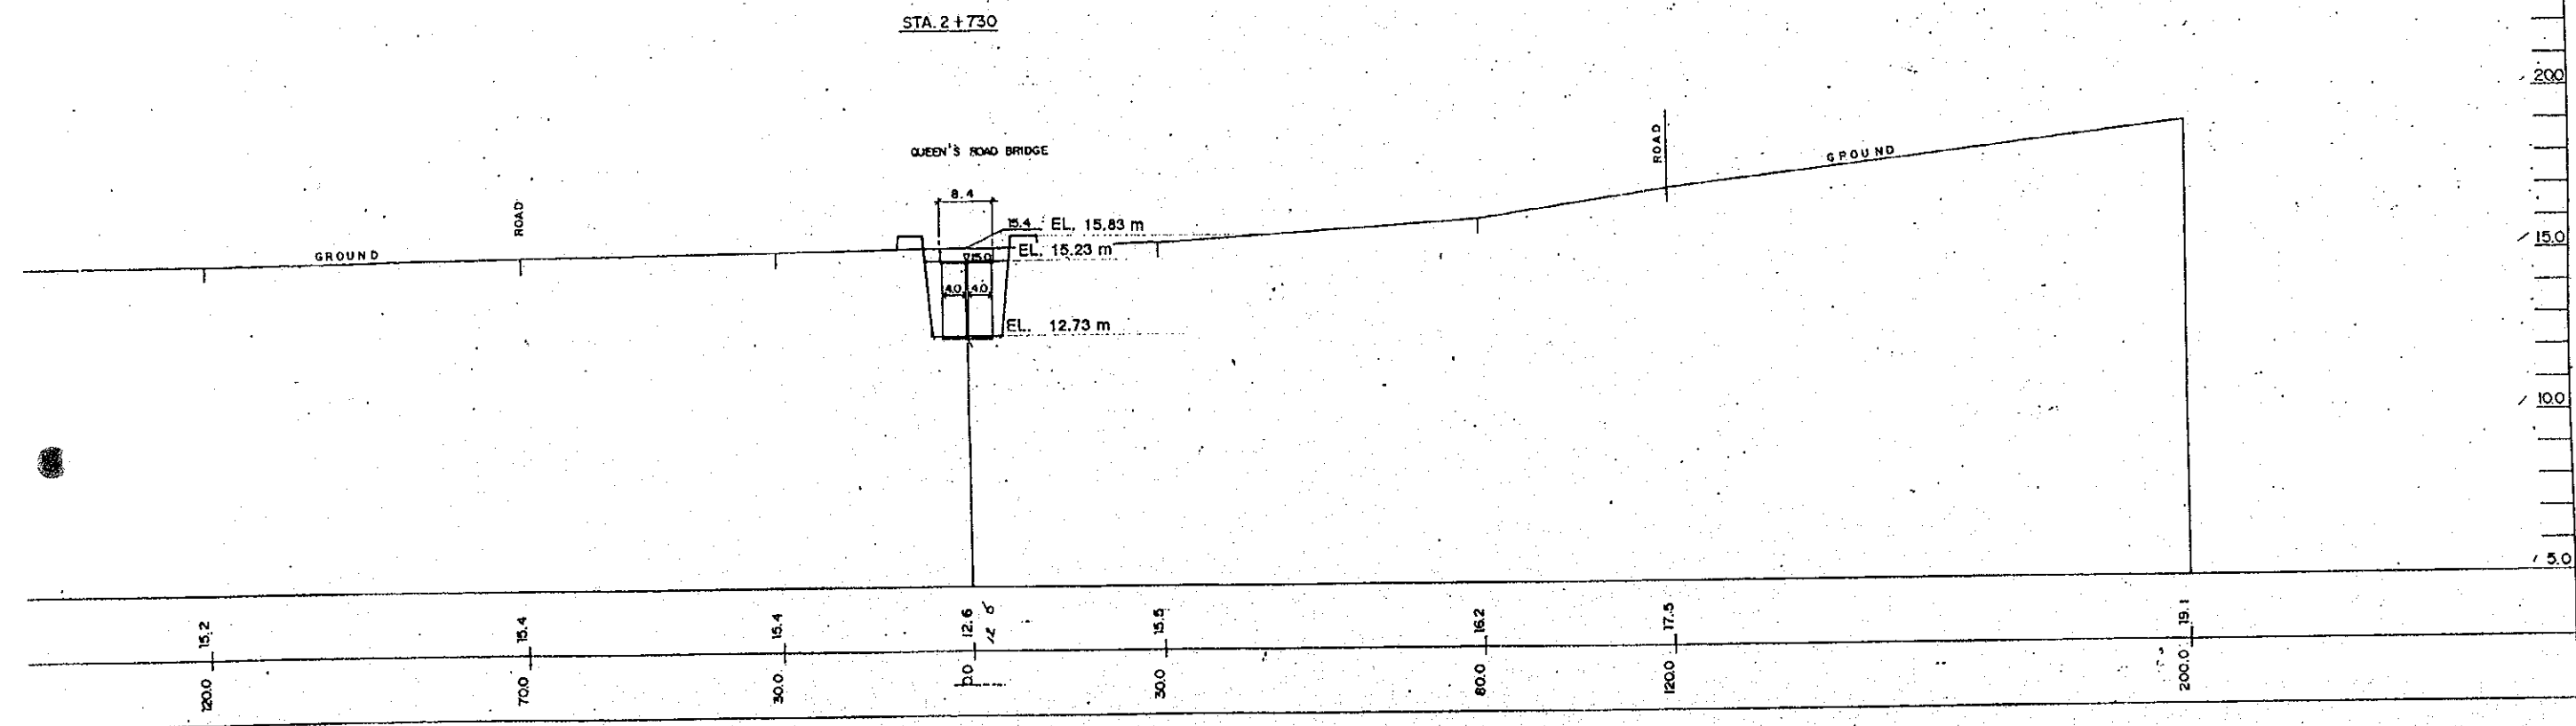 STA. 2+730
20.0
QUEEN'S ROAD BRIDGE
ROAD
GROUND
8.4
ROAD
15.4 EL. 15.83 m
GROUND
EL. 15.23 m
15.0
15.0
4.0 4.0
EL. 12.73 m
10.0
5.0
15.2 15.4 15.4 12.6 15.5 16.2 17.5 19.1
120.0 70.0 30.0 0.0 30.0 80.0 120.0 200.0